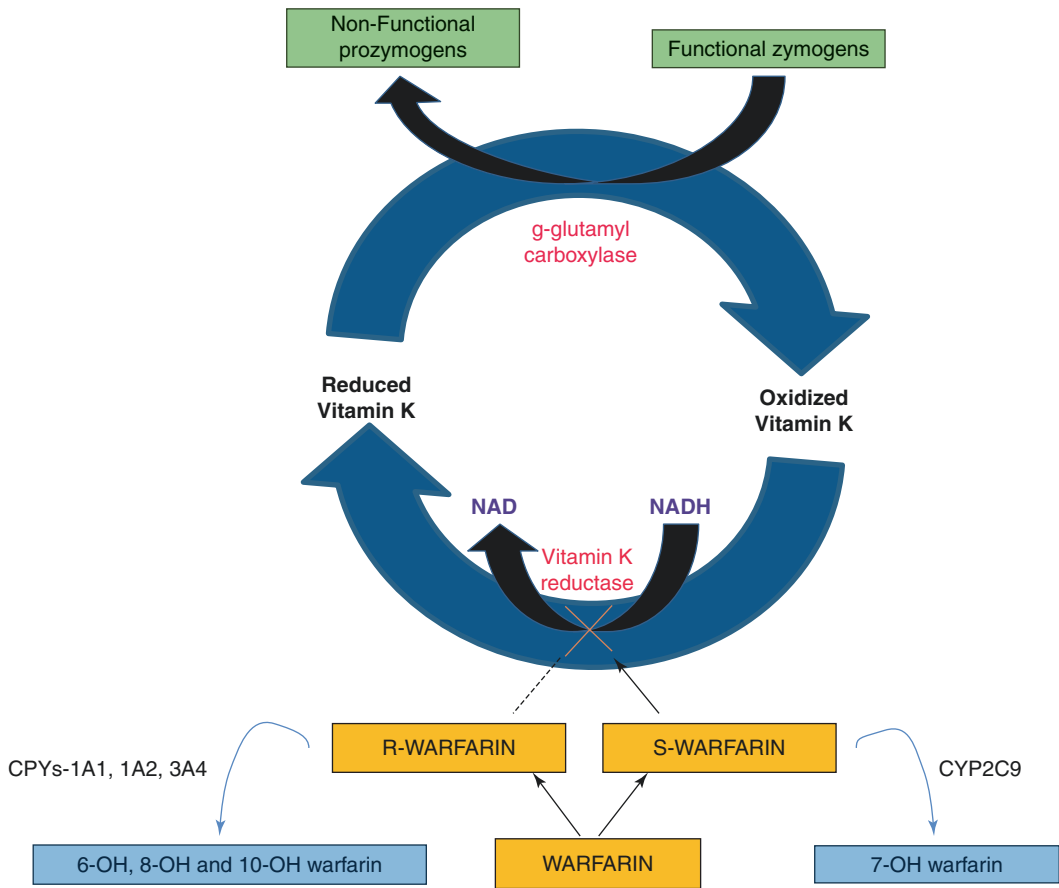 Non-Functional
prozymogens
Functional zymogens
g-glutamyl
carboxylase
Reduced
Vitamin K
Oxidized
Vitamin K
NAD
NADH
Vitamin K
reductase
R-WARFARIN
S-WARFARIN
CPYs-1A1, 1A2, 3A4
CYP2C9
6-OH, 8-OH and 10-OH warfarin
WARFARIN
7-OH warfarin